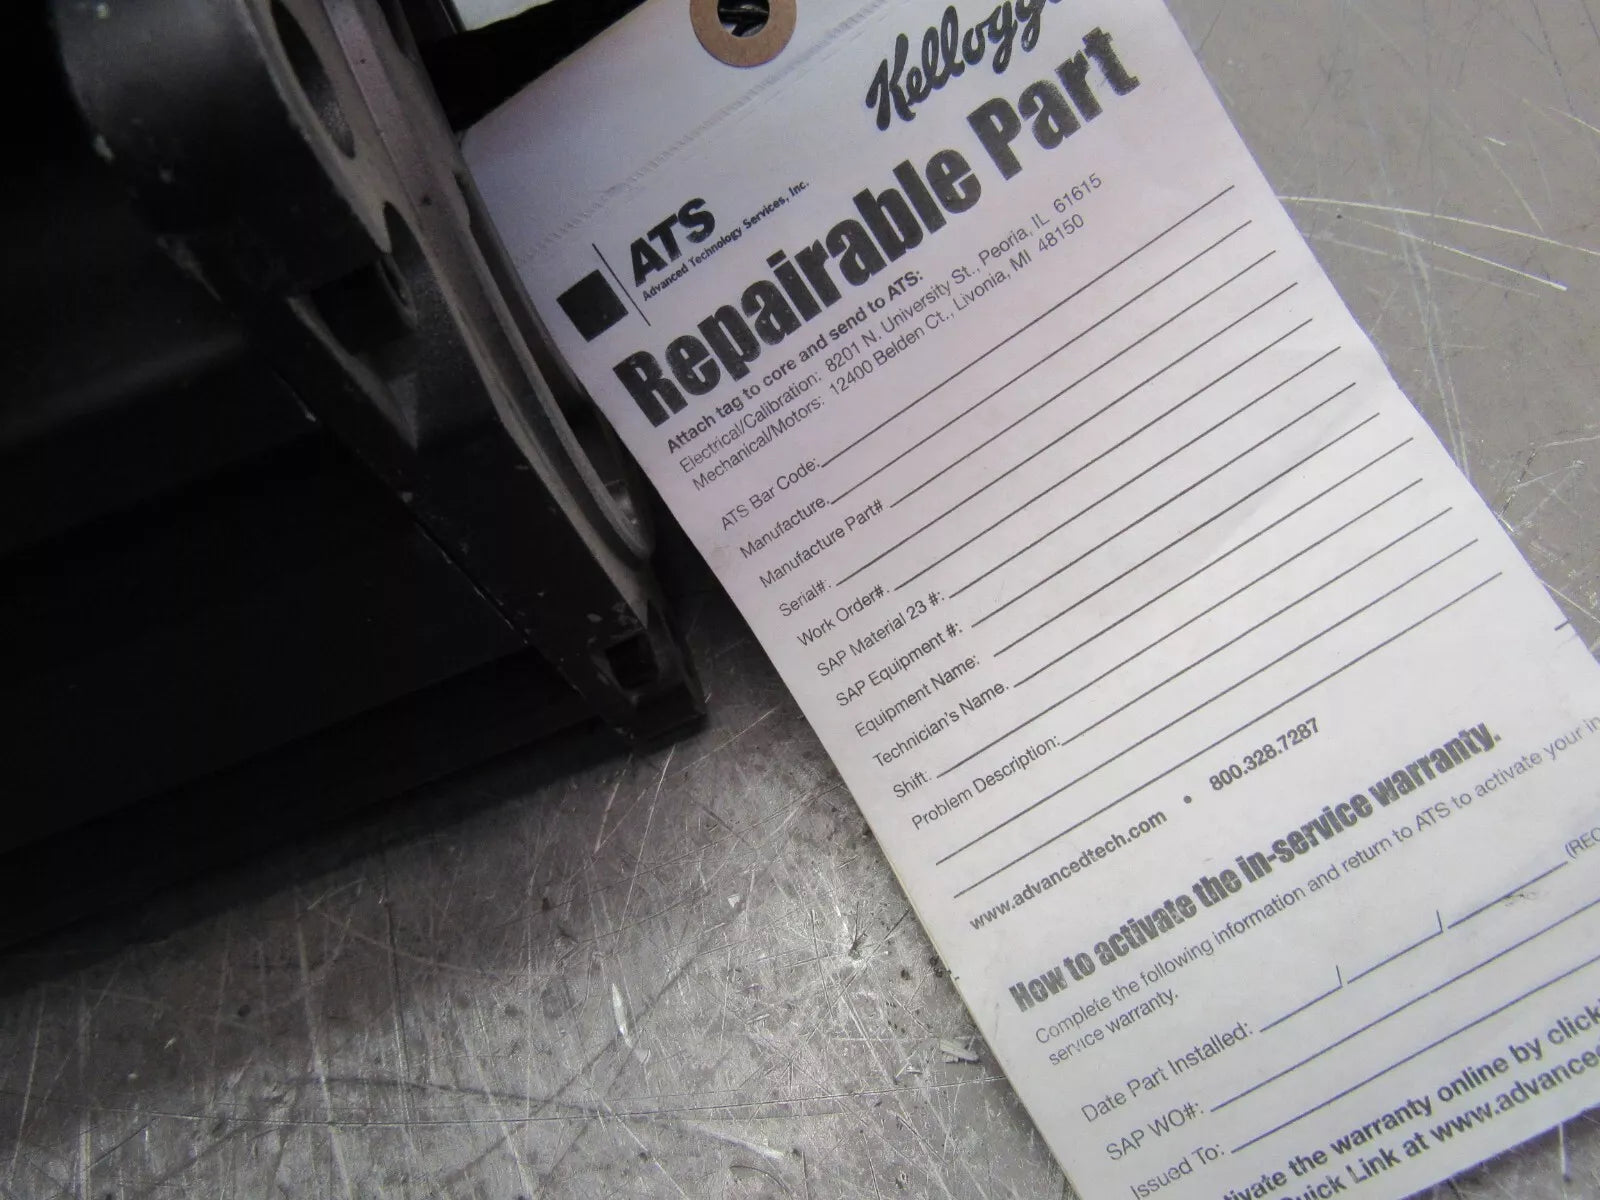 Kellogg
ATS
Advanced Technology Services, Inc.
Repairable Part
Attach tag to core and send to ATS:
Electrical/Calibration: 8201 N. University St., Peoria, IL 61615
Mechanical/Motors: 12400 Belden Ct., Livonia, MI 48150
ATS Bar Code:
Manufacture.
Manufacture Part#
Serial#:
Work Order#.
SAP Material 23 #:
SAP Equipment #:
Equipment Name:
Technician's Name.
Shift:
Problem Description:
www.advancedtech.com • 800.328.7287
How to activate the in-service warranty.
Complete the following information and return to ATS to activate your in
service warranty.
Date Part Installed: / / (REQ
SAP WO#:
Issued To:
tivate the warranty online by click
Quick Link at www.advance